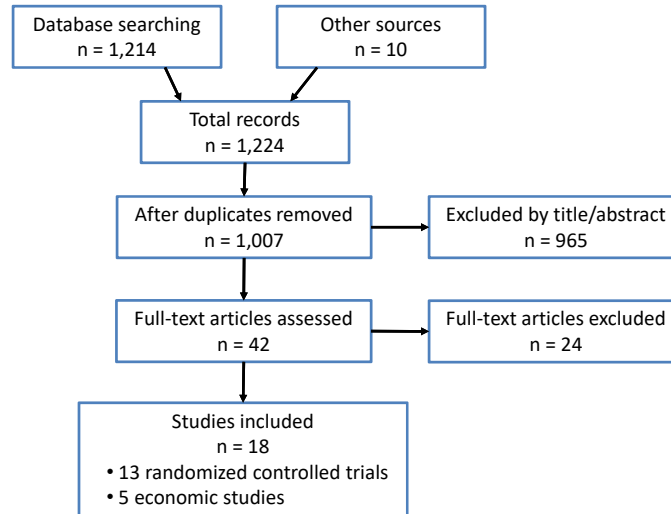 Database searching
n = 1,214
Other sources
n = 10
Total records
n = 1,224
After duplicates removed
n = 1,007
Excluded by title/abstract
n = 965
Full-text articles assessed
n = 42
Full-text articles excluded
n = 24
Studies included
n = 18
• 13 randomized controlled trials
• 5 economic studies